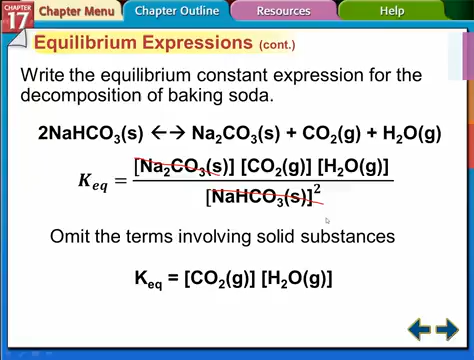 CHAPTER 17 Chapter Menu Chapter Outline Resources Help
Equilibrium Expressions (cont.)
Write the equilibrium constant expression for the
decomposition of baking soda.
2NaHCO₃(s) ←→ Na₂CO₃(s) + CO₂(g) + H₂O(g)
[Na₂CO₃(s)] [CO₂(g)] [H₂O(g)]
K_eq =
[NaHCO₃(s)]²
Omit the terms involving solid substances
K_eq = [CO₂(g)] [H₂O(g)]